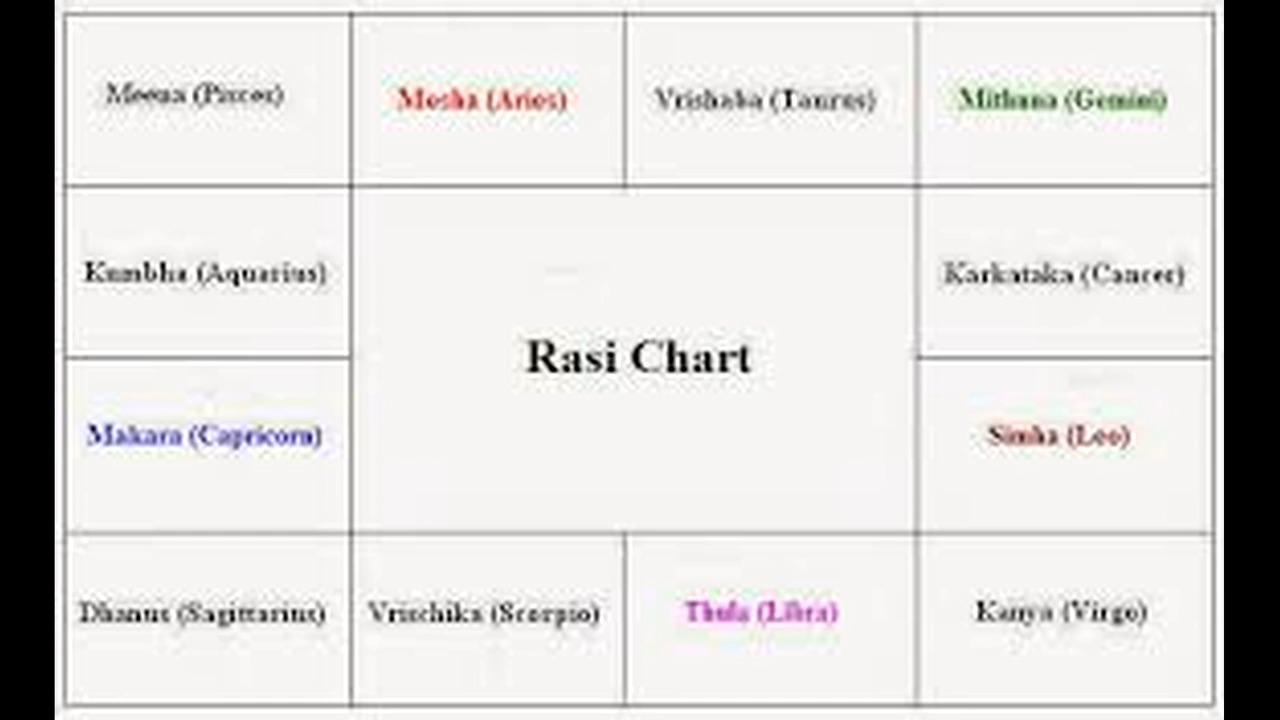 Meena (Pisces)
Mesha (Aries)
Vrishaba (Taurus)
Mithuna (Gemini)
Kumbha (Aquarius)
Karkataka (Cancer)
Rasi Chart
Makara (Capricorn)
Simha (Leo)
Dhanus (Sagittarius)
Vrischika (Scorpio)
Thula (Libra)
Kanya (Virgo)